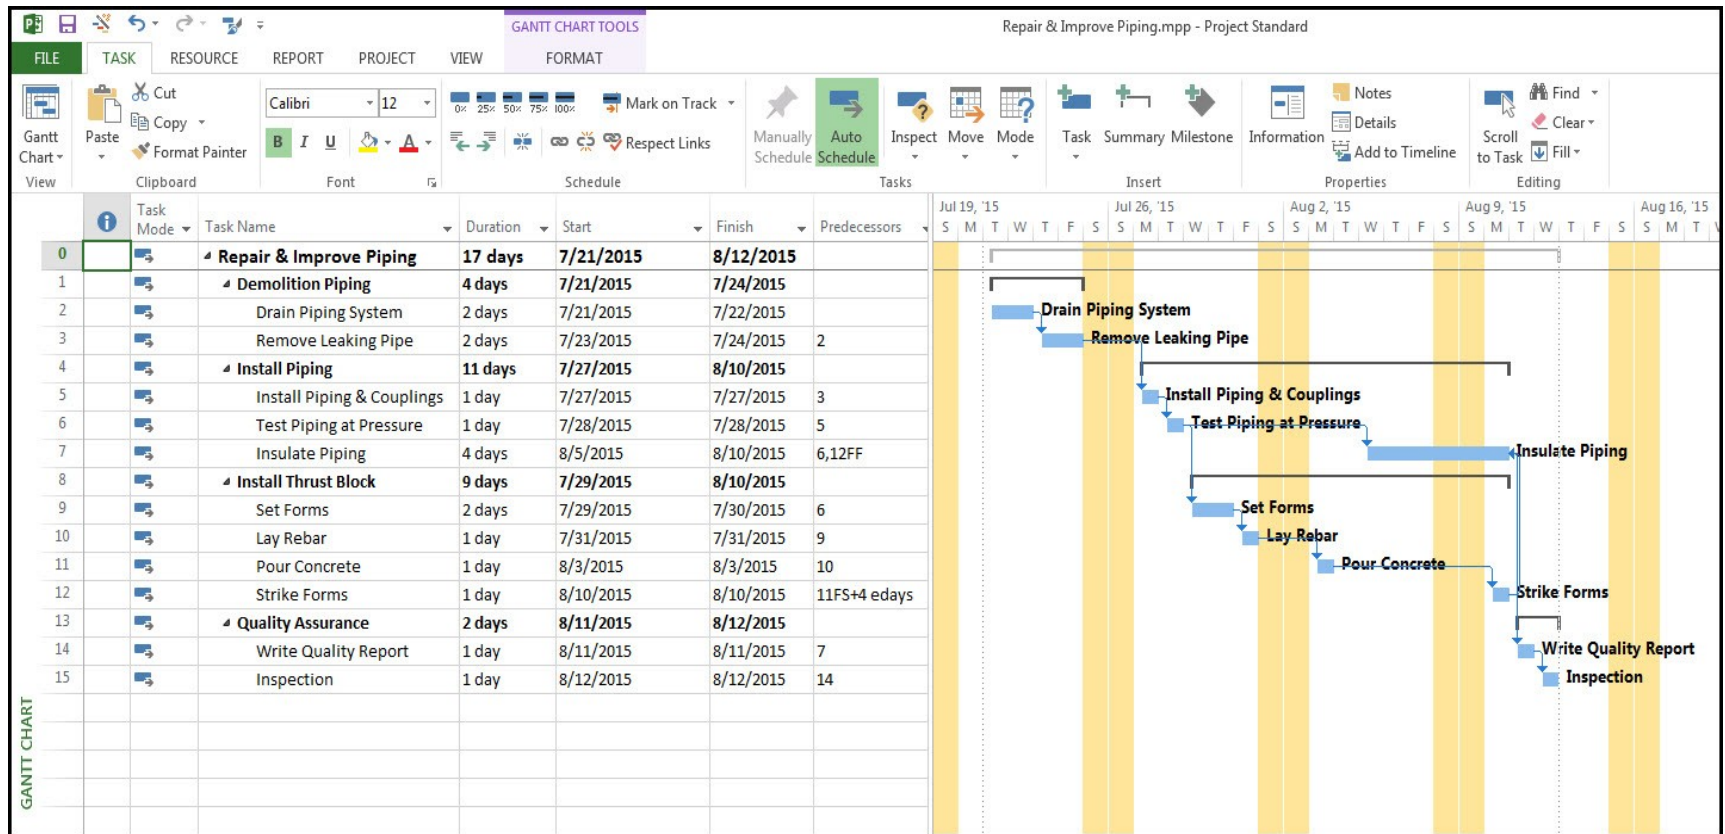 GANTT CHART TOOLS
Repair & Improve Piping.mpp - Project Standard
FILE TASK RESOURCE REPORT PROJECT VIEW FORMAT
Gantt Chart
View
Paste
Cut
Copy
Format Painter
Clipboard
Calibri 12
B I U A
Font
0% 25% 50% 75% 100% Mark on Track
Respect Links
Schedule
Manually Schedule
Auto Schedule
Inspect Move Mode
Tasks
Task Summary Milestone
Insert
Information
Notes
Details
Add to Timeline
Properties
Scroll to Task
Find
Clear
Fill
Editing
Task Mode Task Name Duration Start Finish Predecessors
0 Repair & Improve Piping 17 days 7/21/2015 8/12/2015
1 Demolition Piping 4 days 7/21/2015 7/24/2015
2 Drain Piping System 2 days 7/21/2015 7/22/2015
3 Remove Leaking Pipe 2 days 7/23/2015 7/24/2015 2
4 Install Piping 11 days 7/27/2015 8/10/2015
5 Install Piping & Couplings 1 day 7/27/2015 7/27/2015 3
6 Test Piping at Pressure 1 day 7/28/2015 7/28/2015 5
7 Insulate Piping 4 days 8/5/2015 8/10/2015 6,12FF
8 Install Thrust Block 9 days 7/29/2015 8/10/2015
9 Set Forms 2 days 7/29/2015 7/30/2015 6
10 Lay Rebar 1 day 7/31/2015 7/31/2015 9
11 Pour Concrete 1 day 8/3/2015 8/3/2015 10
12 Strike Forms 1 day 8/10/2015 8/10/2015 11FS+4 edays
13 Quality Assurance 2 days 8/11/2015 8/12/2015
14 Write Quality Report 1 day 8/11/2015 8/11/2015 7
15 Inspection 1 day 8/12/2015 8/12/2015 14
GANTT CHART
Jul 19, '15 Jul 26, '15 Aug 2, '15 Aug 9, '15 Aug 16, '15
S M T W T F S S M T W T F S S M T W T F S S M T W T F S S M T
Drain Piping System
Remove Leaking Pipe
Install Piping & Couplings
Test Piping at Pressure
Insulate Piping
Set Forms
Lay Rebar
Pour Concrete
Strike Forms
Write Quality Report
Inspection